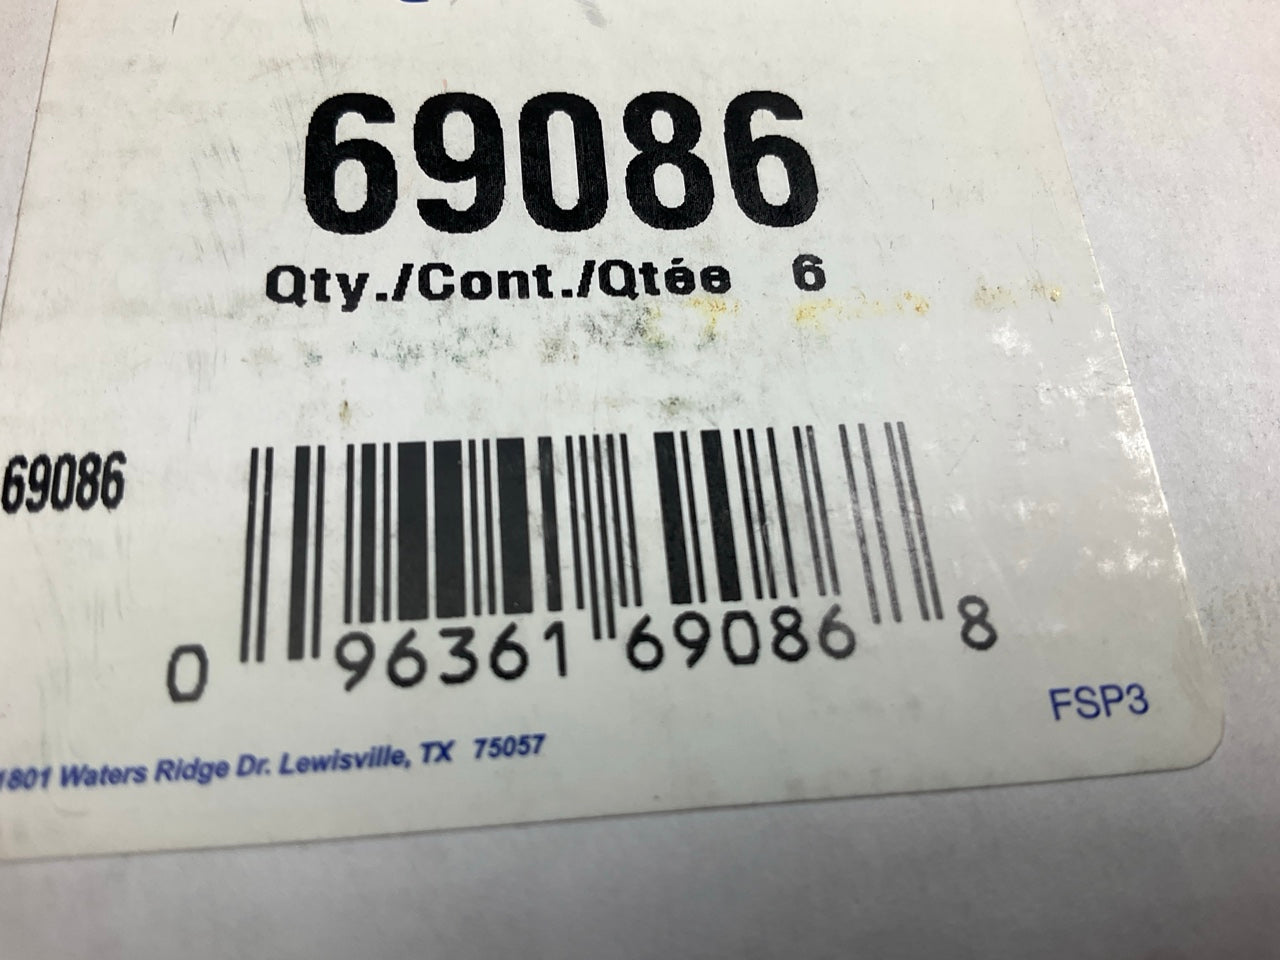 69086
Qty./Cont./Qtée 6
69086
0 96361 69086 8
FSP3
1801 Waters Ridge Dr. Lewisville, TX 75057